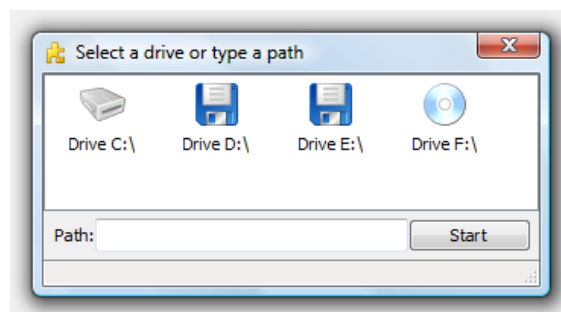 Select a drive or type a path
Drive C:\ Drive D:\ Drive E:\ Drive F:\
Path: Start